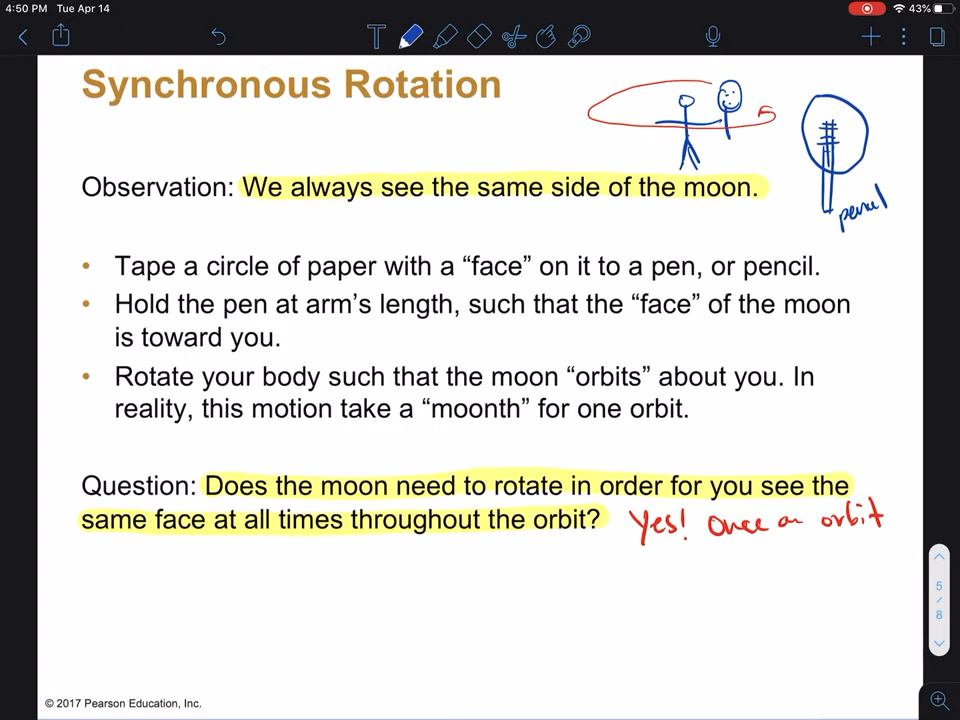 4:50 PM Tue Apr 14
43%
Synchronous Rotation
Observation: We always see the same side of the moon.
pencil
• Tape a circle of paper with a “face” on it to a pen, or pencil.
• Hold the pen at arm’s length, such that the “face” of the moon
is toward you.
• Rotate your body such that the moon “orbits” about you. In
reality, this motion take a “moonth” for one orbit.
Question: Does the moon need to rotate in order for you see the
same face at all times throughout the orbit? Yes! Once an orbit
5
/
8
© 2017 Pearson Education, Inc.